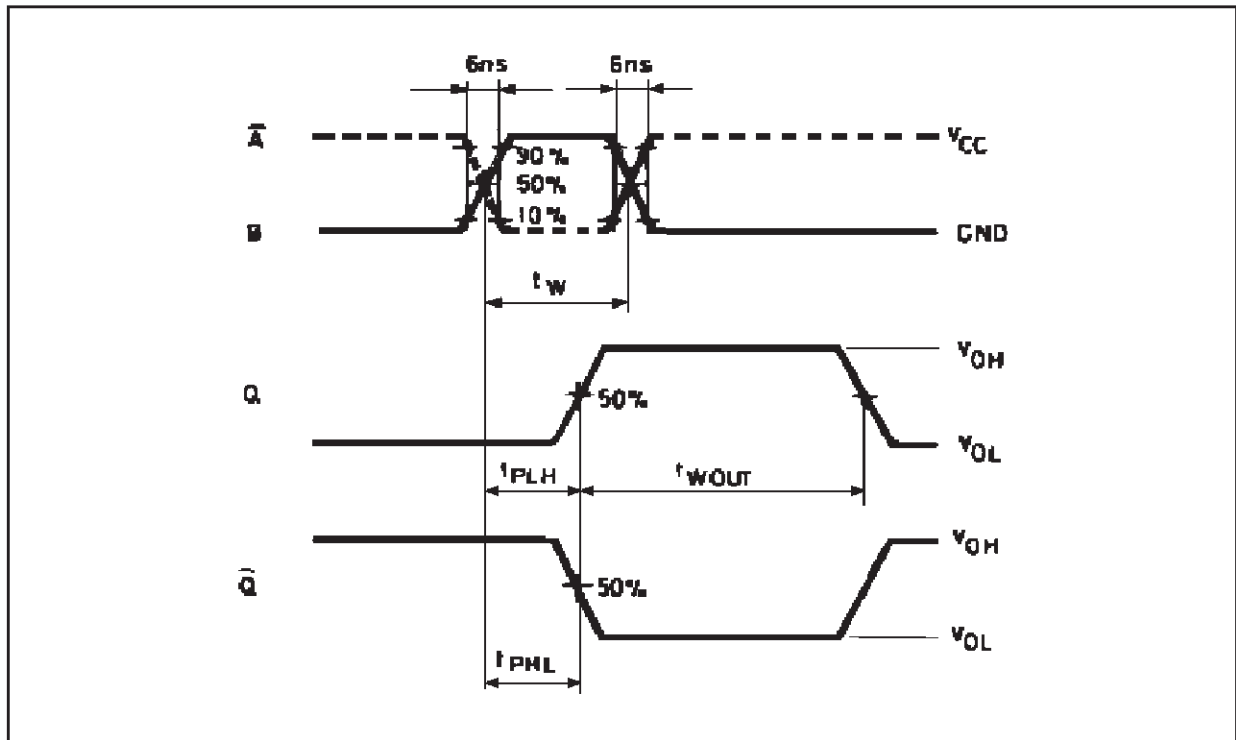 6ns 6ns
Ā VCC
90%
50%
10%
B GND
tW
VOH
Q 50%
VOL
tPLH tWOUT
VOH
Q̄ 50%
VOL
tPHL